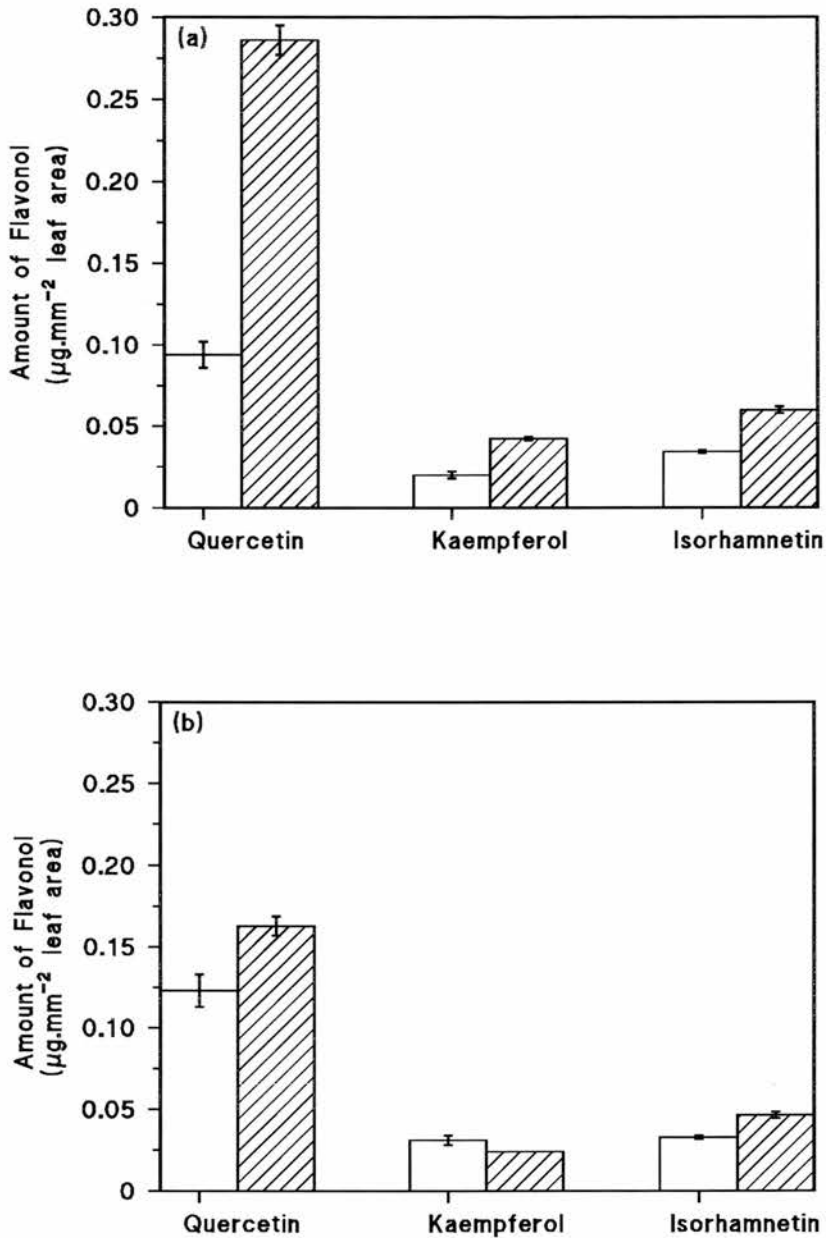 (a)
Amount of Flavonol
(µg.mm⁻² leaf area)
0.30
0.25
0.20
0.15
0.10
0.05
0
Quercetin
Kaempferol
Isorhamnetin
(b)
Amount of Flavonol
(µg.mm⁻² leaf area)
0.30
0.25
0.20
0.15
0.10
0.05
0
Quercetin
Kaempferol
Isorhamnetin